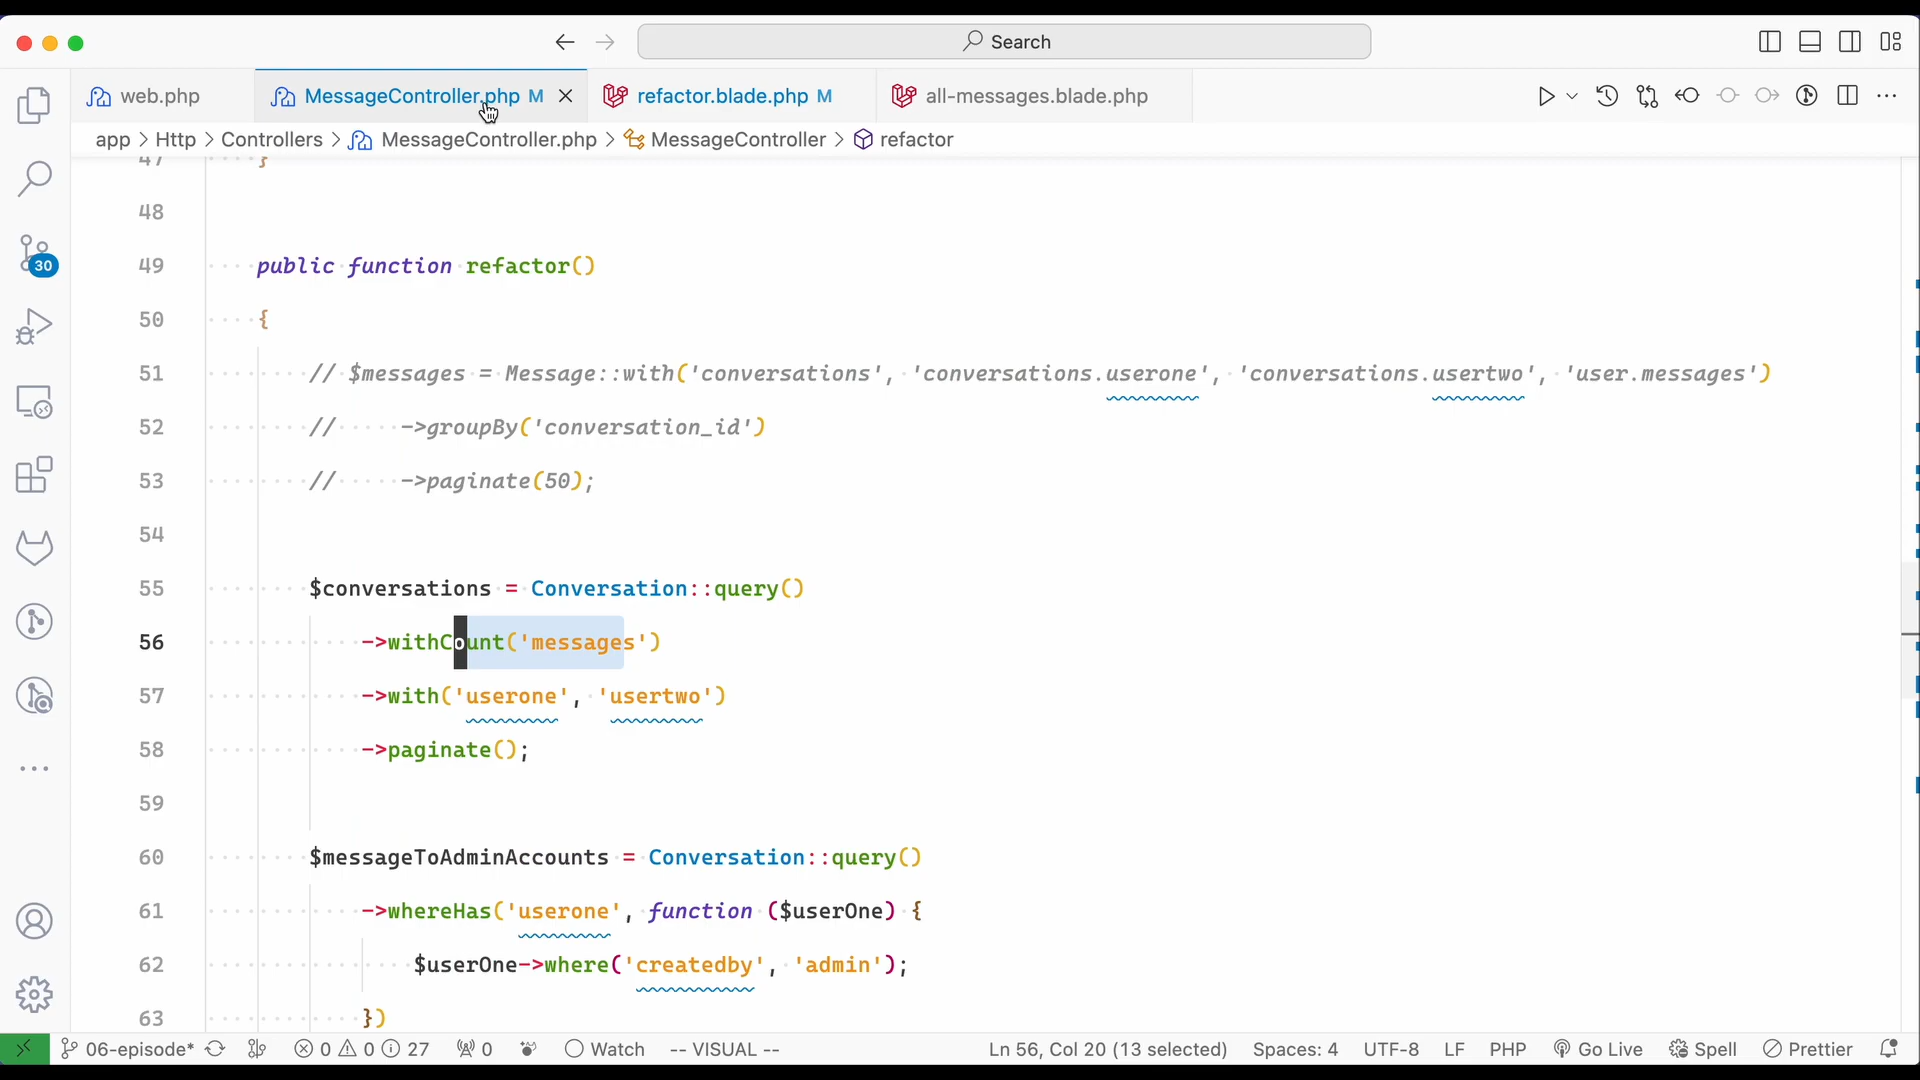 Search
web.php
MessageController.php M
refactor.blade.php M
all-messages.blade.php
app > Http > Controllers > MessageController.php > MessageController > refactor
47 }
48
49 public function refactor()
50 {
51 // $messages = Message::with('conversations', 'conversations.userone', 'conversations.usertwo', 'user.messages')
52 // ->groupBy('conversation_id')
53 // ->paginate(50);
54
55 $conversations = Conversation::query()
56 ->withCount('messages')
57 ->with('userone', 'usertwo')
58 ->paginate();
59
60 $messageToAdminAccounts = Conversation::query()
61 ->whereHas('userone', function ($userOne) {
62 $userOne->where('createdby', 'admin');
63 })
30
06-episode* 0 0 27 0 Watch -- VISUAL -- Ln 56, Col 20 (13 selected) Spaces: 4 UTF-8 LF PHP Go Live Spell Prettier